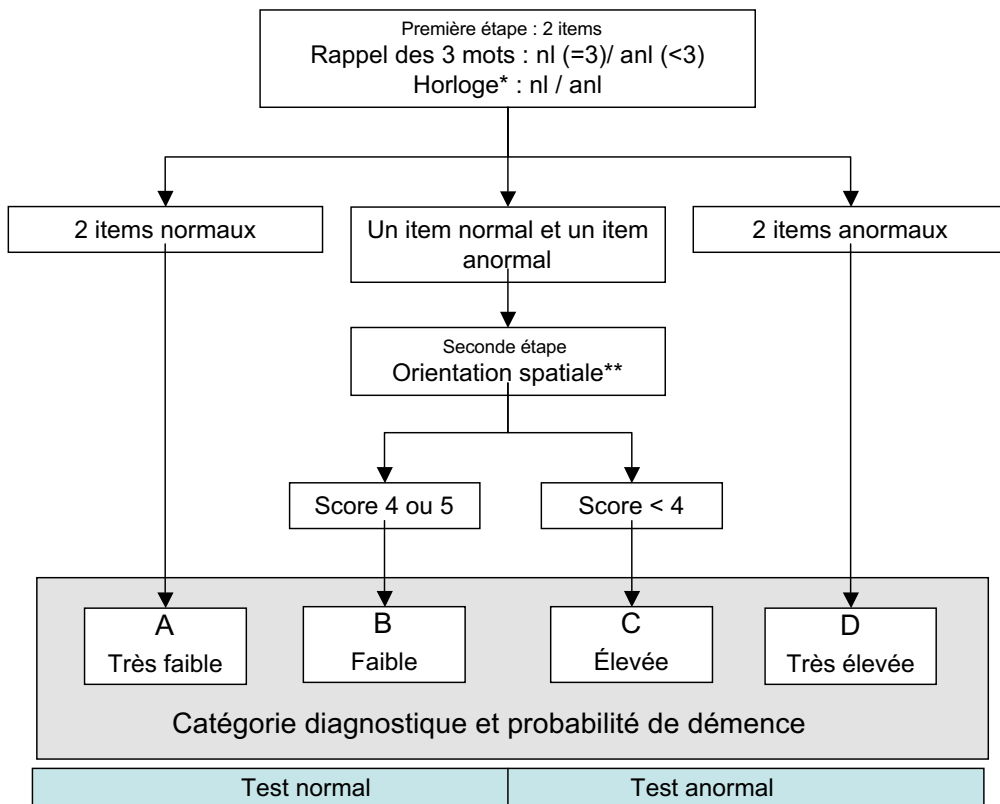 Première étape : 2 items
Rappel des 3 mots : nl (=3)/ anl (<3)
Horloge* : nl / anl
2 items normaux
Un item normal et un item
anormal
2 items anormaux
Seconde étape
Orientation spatiale**
Score 4 ou 5
Score < 4
A
Très faible
B
Faible
C
Élevée
D
Très élevée
Catégorie diagnostique et probabilité de démence
Test normal
Test anormal